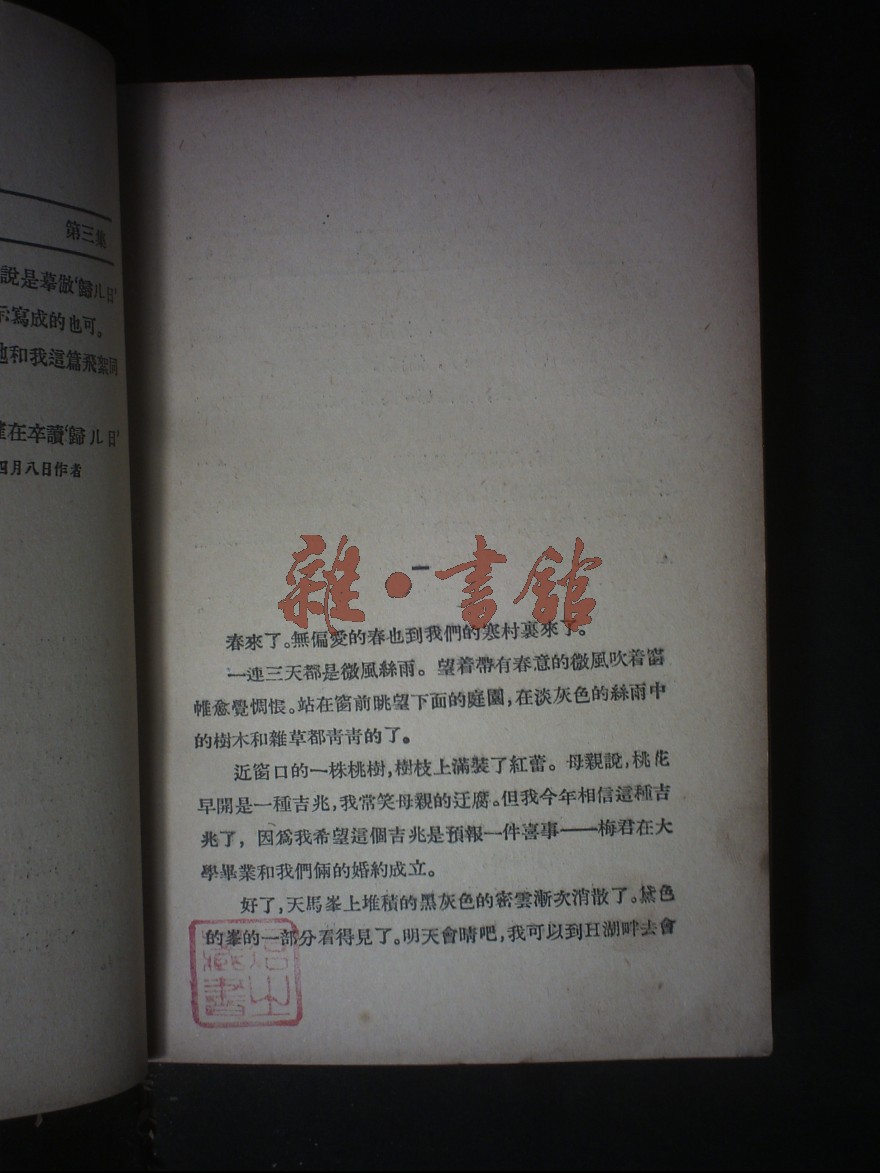 第三集
說是摹倣‘歸儿日’
寫成的也可。
和我這篇飛絮同
在卒讀‘歸儿日’
四月八日作者
雜·書館
一
春來了。無偏愛的春也到我們的寒村裏來了。
一連三天都是微風絲雨。望着帶有春意的微風吹着窗
帷愈覺惆悵。站在窗前眺望下面的庭園,在淡灰色的絲雨中
的樹木和雜草都靑靑的了。
近窗口的一株桃樹,樹枝上滿裝了紅蕾。母親說,桃花
早開是一種吉兆,我常笑母親的迂腐。但我今年相信這種吉
兆了,因爲我希望這個吉兆是預報一件喜事——梅君在大
學畢業和我們倆的婚約成立。
好了,天馬峯上堆積的黑灰色的密雲漸次消散了。黛色
的峯的一部分看得見了。明天會晴吧,我可以到H湖畔去會
藏書